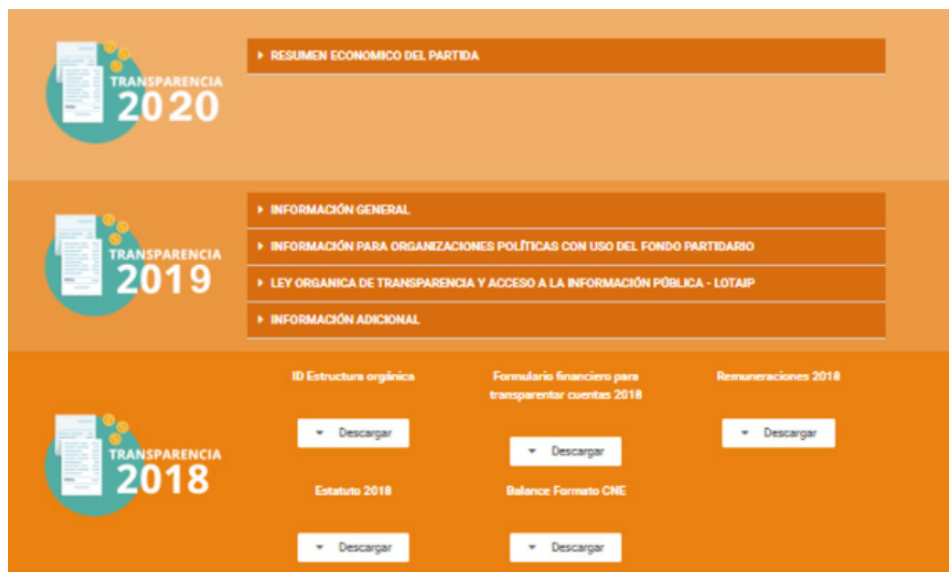 TRANSPARENCIA
2020
RESUMEN ECONOMICO DEL PARTIDA
TRANSPARENCIA
2019
INFORMACIÓN GENERAL
INFORMACIÓN PARA ORGANIZACIONES POLÍTICAS CON USO DEL FONDO PARTIDARIO
LEY ORGANICA DE TRANSPARENCIA Y ACCESO A LA INFORMACIÓN PÚBLICA - LOTAIP
INFORMACIÓN ADICIONAL
TRANSPARENCIA
2018
ID Estructura orgánica
Descargar
Formulario financiero para
transparentar cuentas 2018
Descargar
Remuneraciones 2018
Descargar
Estatuto 2018
Descargar
Balance Formato CNE
Descargar